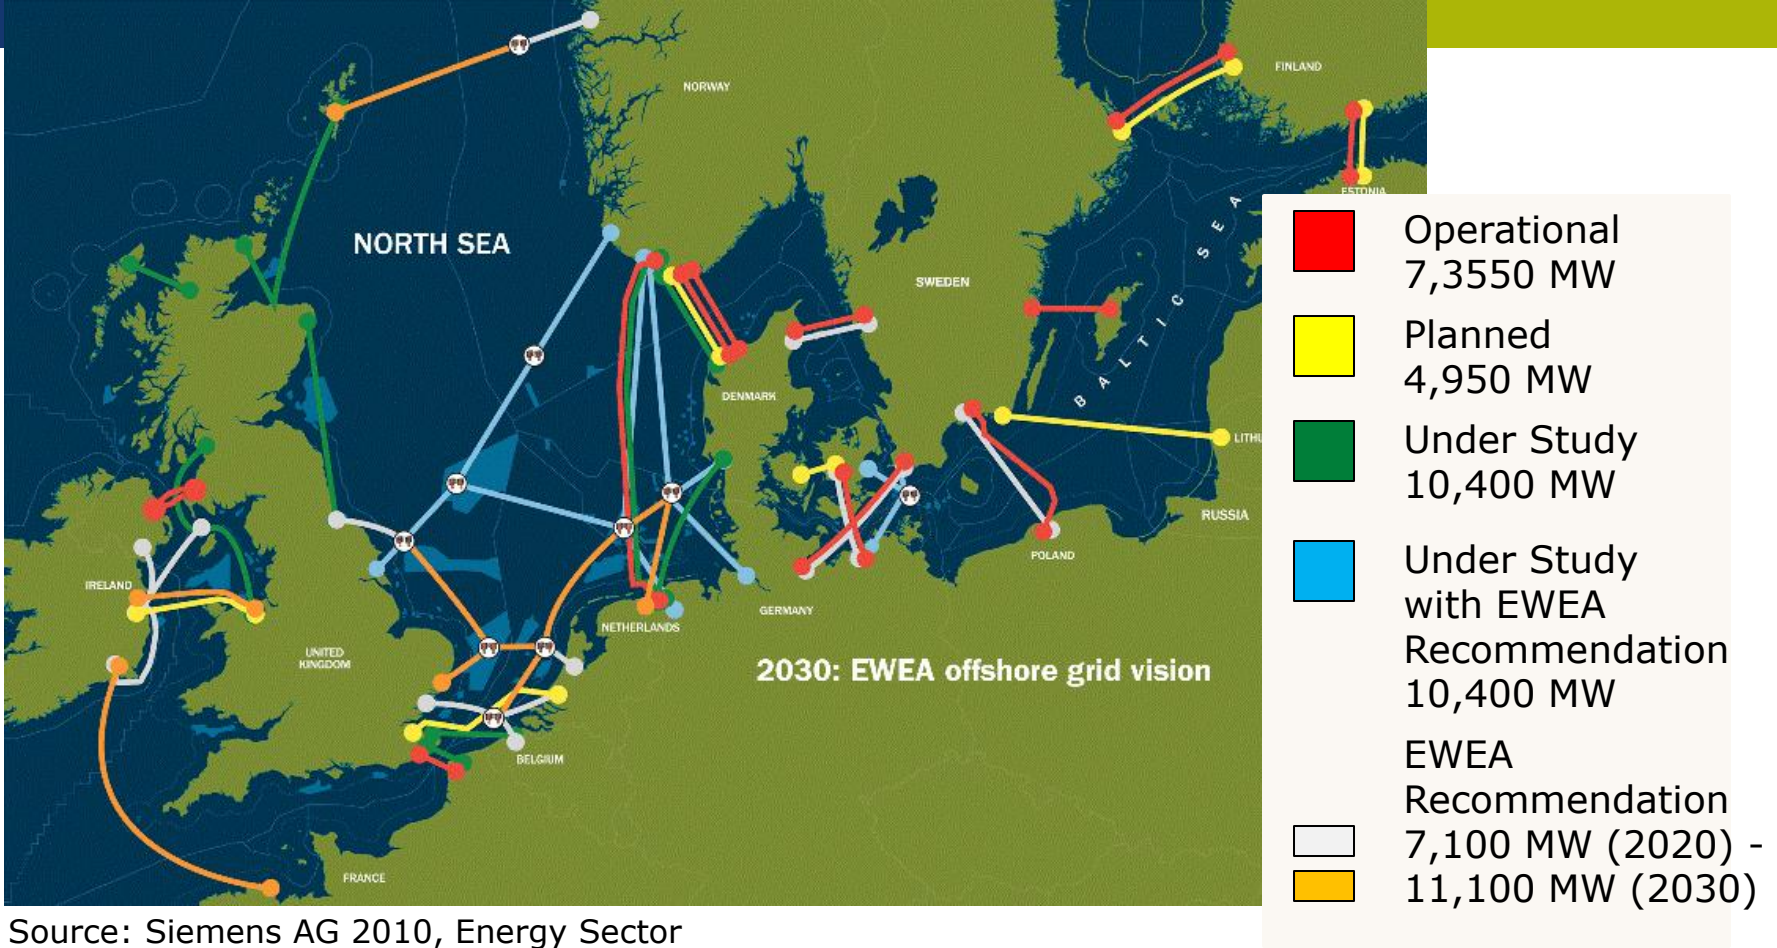 NORWAY
FINLAND
ESTONIA
NORTH SEA
SWEDEN
BALTIC SEA
DENMARK
LITHU
RUSSIA
POLAND
IRELAND
GERMANY
NETHERLANDS
UNITED
KINGDOM
2030: EWEA offshore grid vision
BELGIUM
FRANCE
Operational
7,3550 MW
Planned
4,950 MW
Under Study
10,400 MW
Under Study
with EWEA
Recommendation
10,400 MW
EWEA
Recommendation
7,100 MW (2020) -
11,100 MW (2030)
Source: Siemens AG 2010, Energy Sector